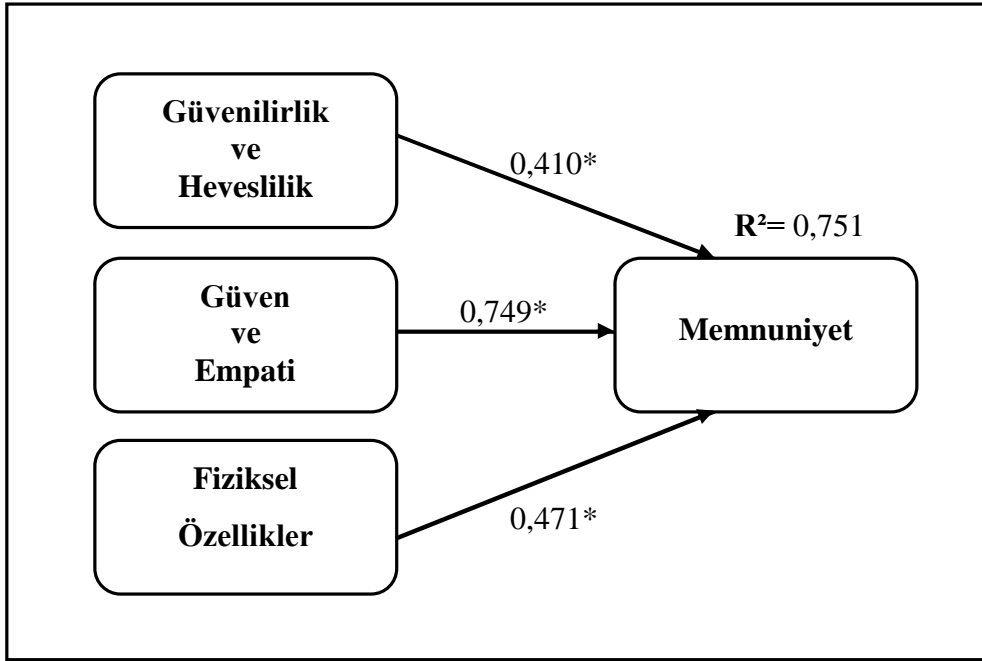 Güvenilirlik
ve
Heveslilik
0,410*
R²= 0,751
Güven
ve
Empati
0,749*
Memnuniyet
Fiziksel
Özellikler
0,471*